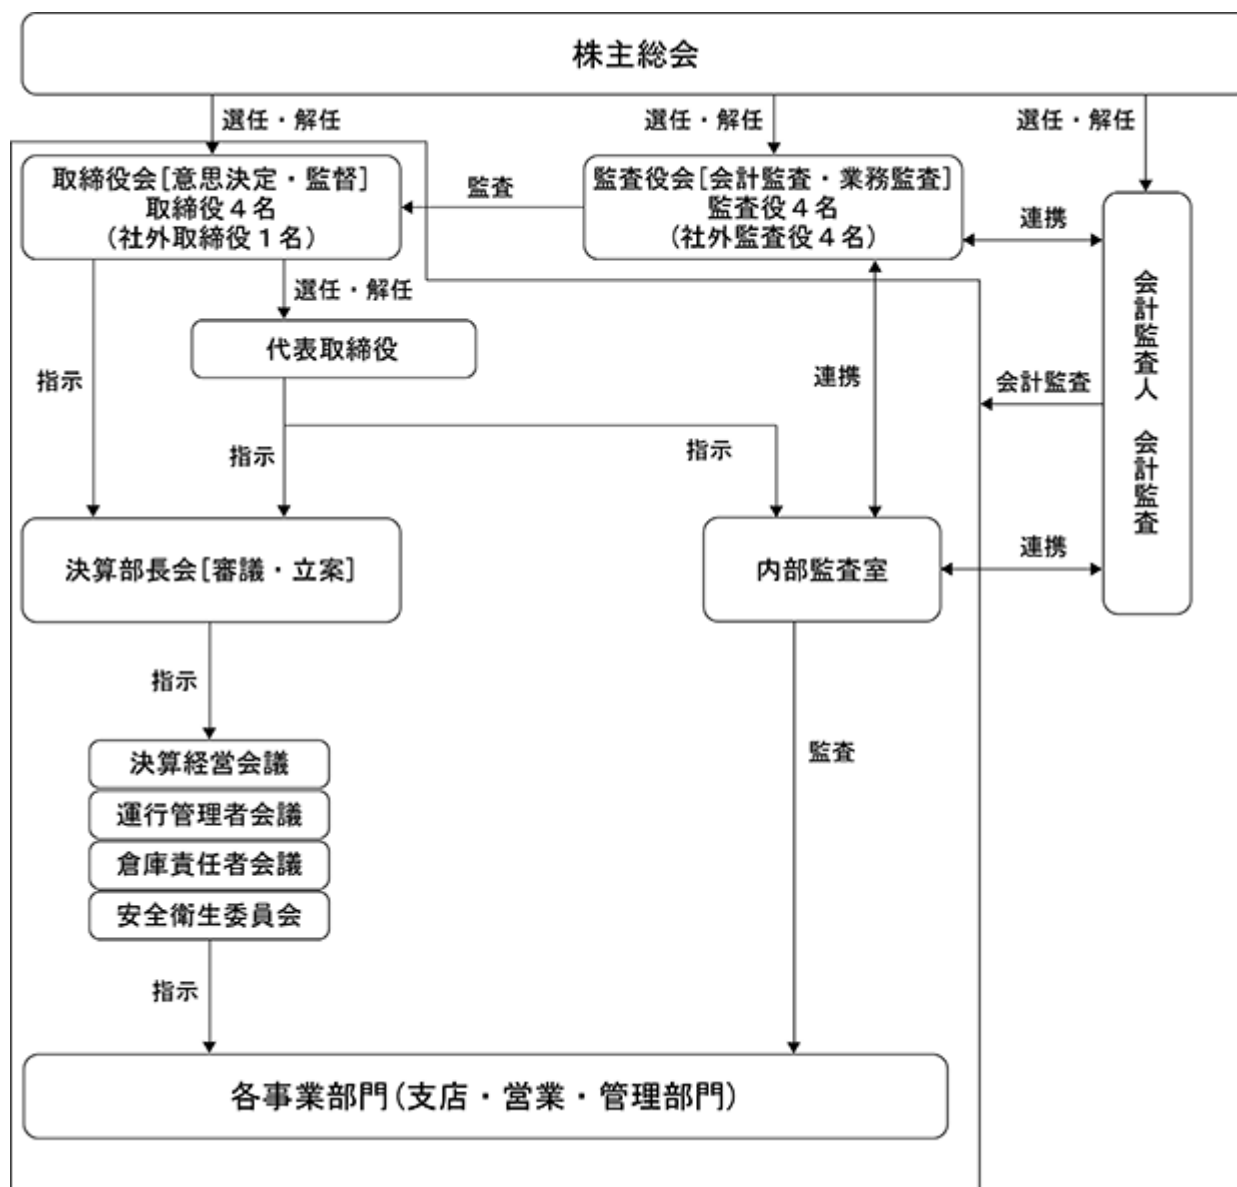 株主総会
選任・解任
選任・解任
選任・解任
取締役会[意思決定・監督]
取締役４名
(社外取締役１名)
監査
監査役会[会計監査・業務監査]
監査役４名
(社外監査役４名)
連携
選任・解任
代表取締役
指示
連携
会計監査
会計監査人 会計監査
指示
指示
決算部長会[審議・立案]
内部監査室
連携
指示
決算経営会議
運行管理者会議
倉庫責任者会議
安全衛生委員会
監査
指示
各事業部門(支店・営業・管理部門)